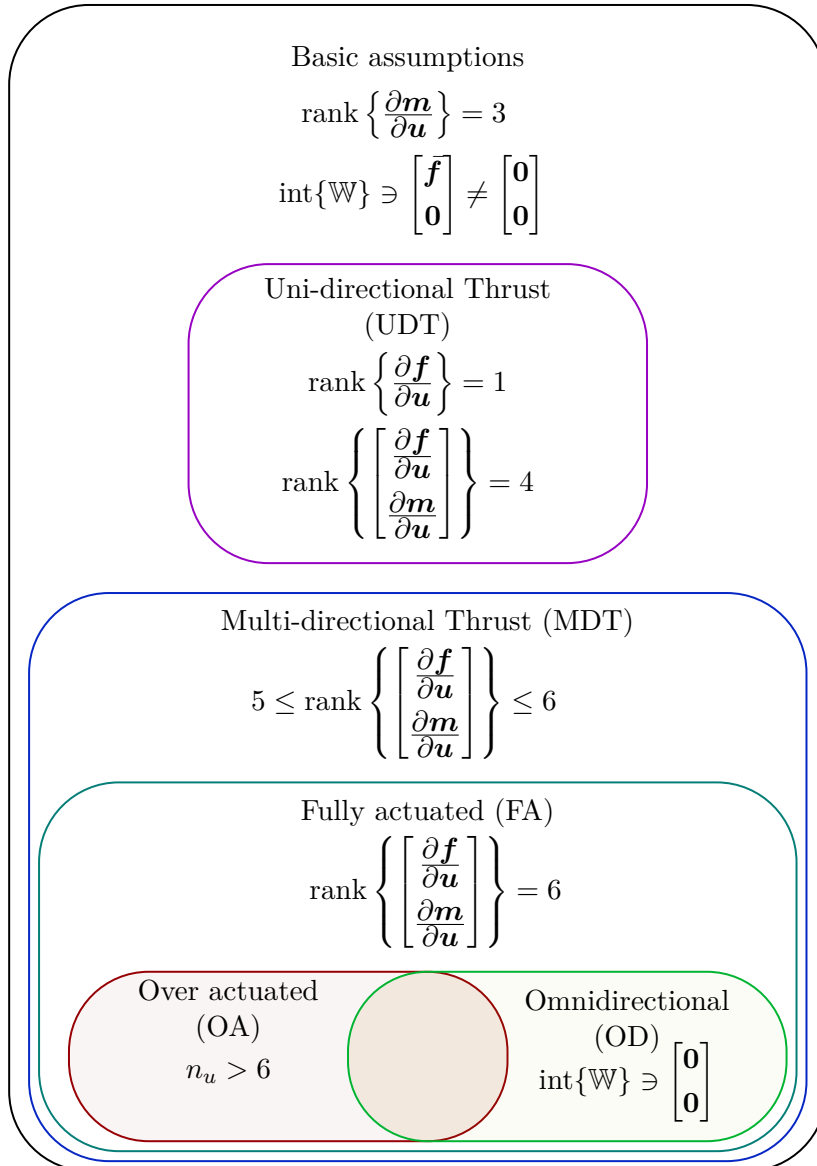 Basic assumptions
rank { ∂m/∂u } = 3
int{𝕎} ∋ [ f̄ 0 ] ≠ [ 0 0 ]
Uni-directional Thrust
(UDT)
rank { ∂f/∂u } = 1
rank { [ ∂f/∂u ∂m/∂u ] } = 4
Multi-directional Thrust (MDT)
5 ≤ rank { [ ∂f/∂u ∂m/∂u ] } ≤ 6
Fully actuated (FA)
rank { [ ∂f/∂u ∂m/∂u ] } = 6
Over actuated
(OA)
n_u > 6
Omnidirectional
(OD)
int{𝕎} ∋ [ 0 0 ]